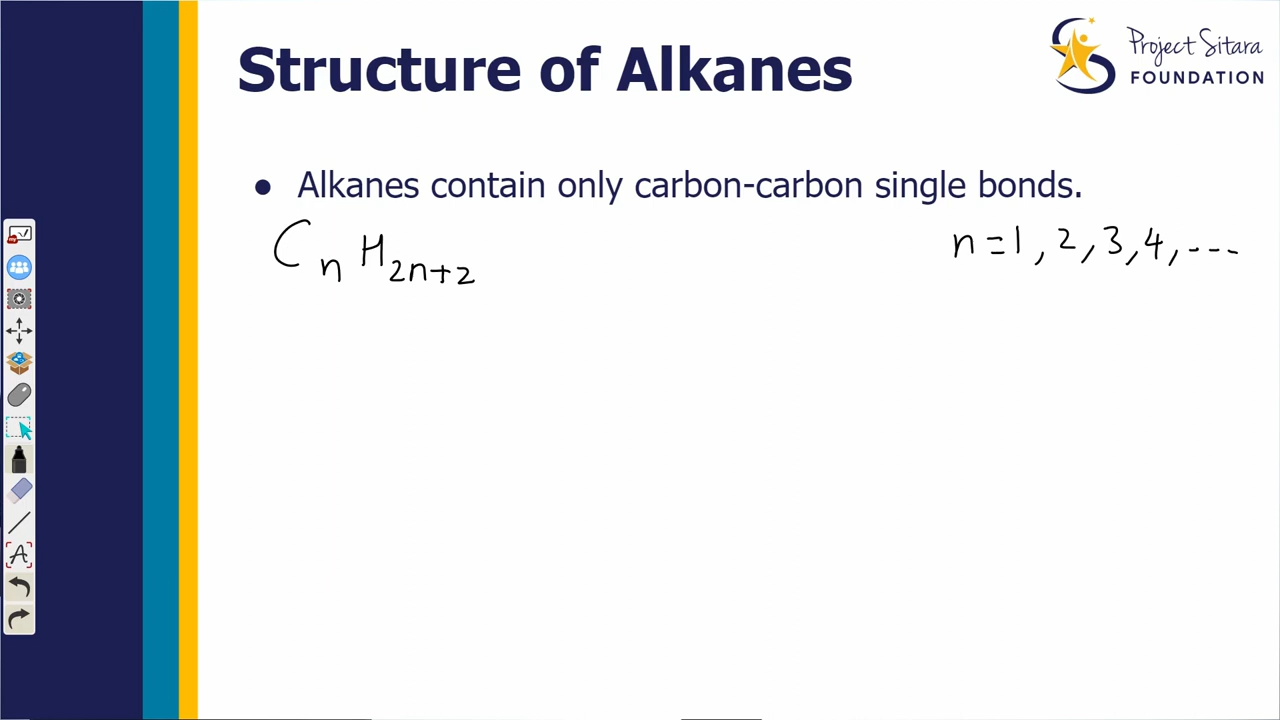 Structure of Alkanes
Project Sitara
FOUNDATION
● Alkanes contain only carbon-carbon single bonds.
CnH2n+2
n = 1, 2, 3, 4, ---
A